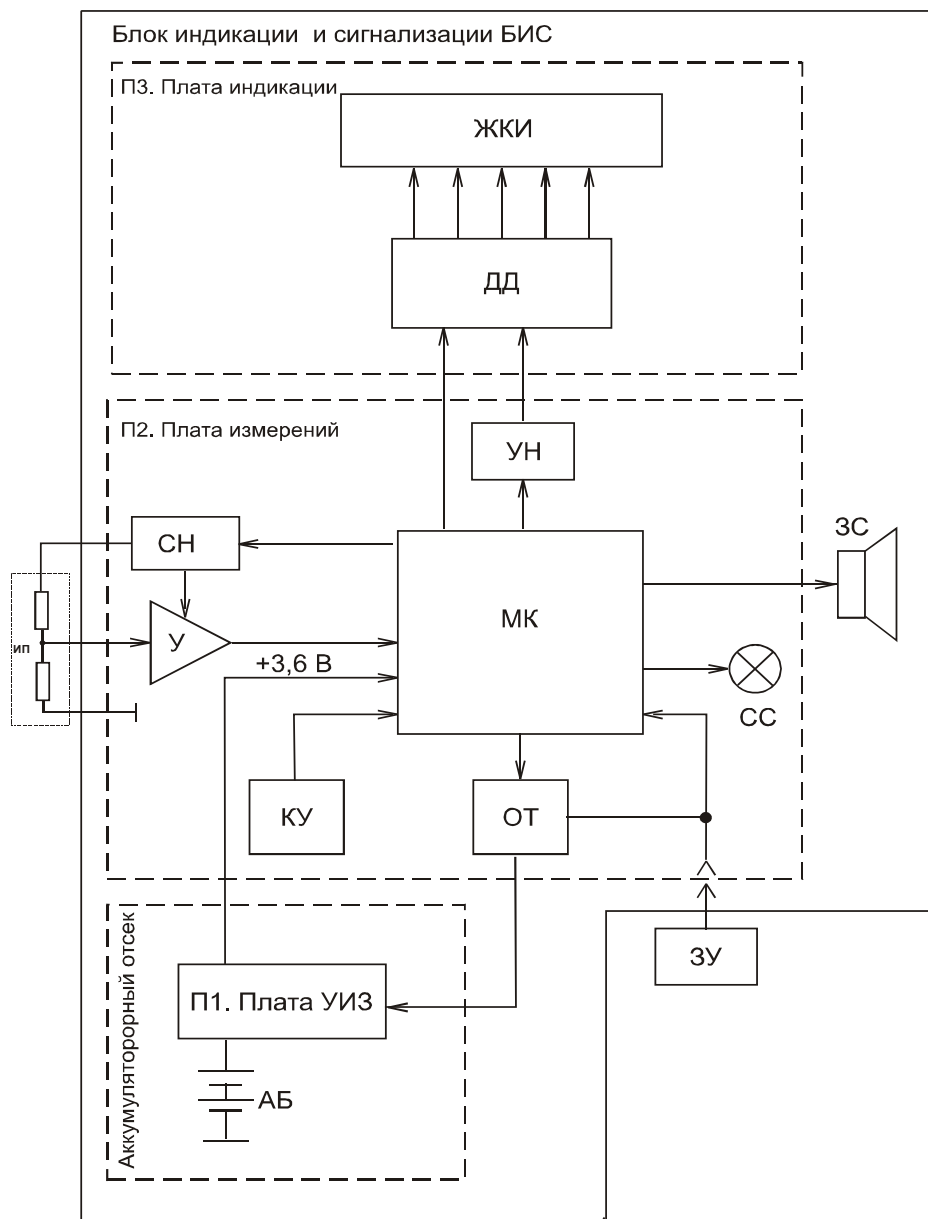 Блок индикации и сигнализации БИС
П3. Плата индикации
ЖКИ
ДД
П2. Плата измерений
УН
СН
ЗС
МК
У
ИП
+3,6 В
СС
КУ
ОТ
Аккумуляторорный отсек
ЗУ
П1. Плата УИЗ
АБ